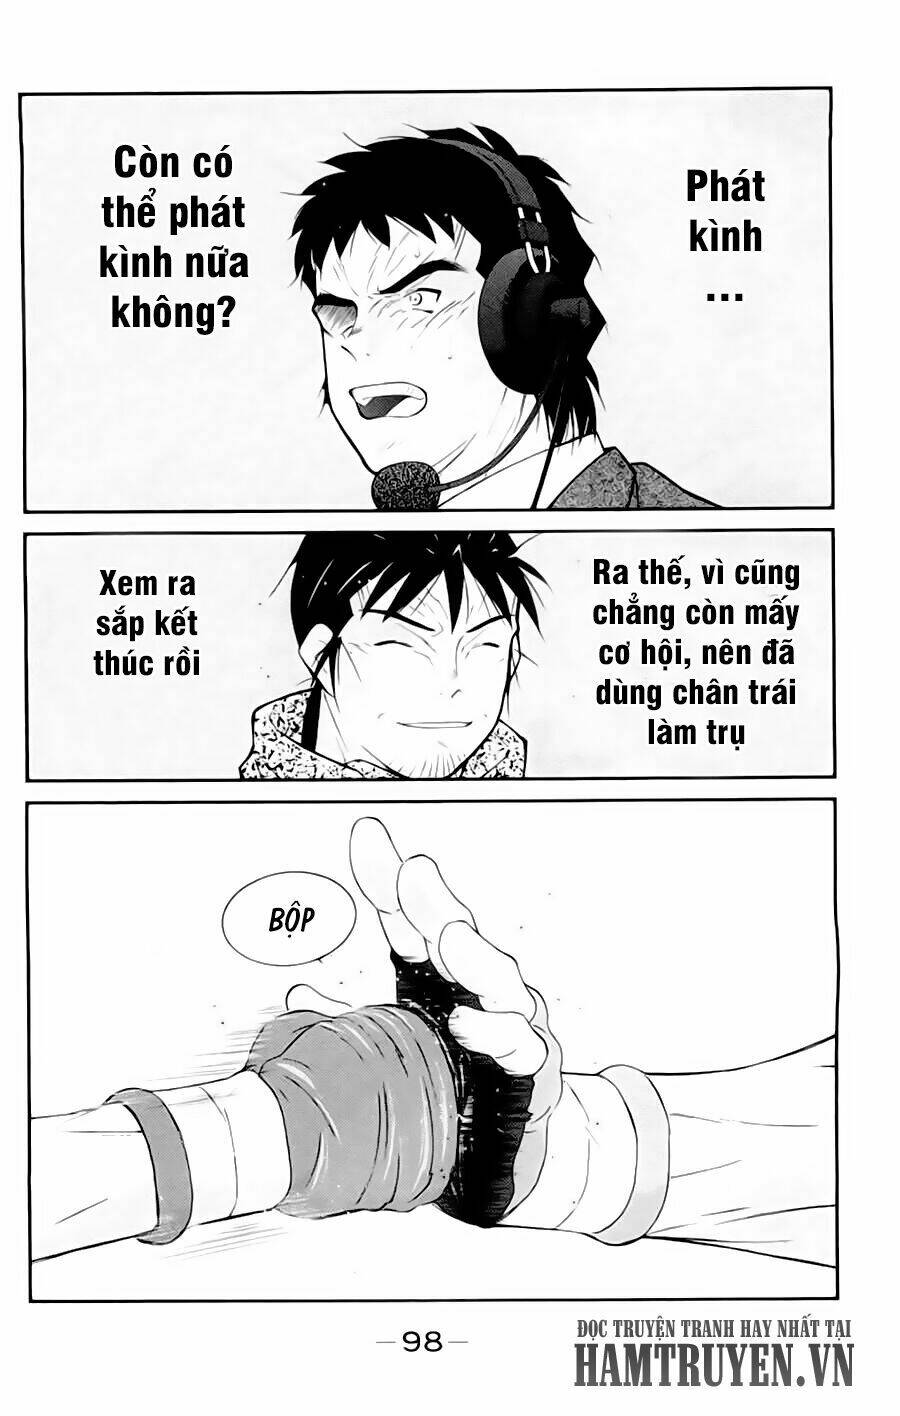 Phát
kình
...
Còn có
thể phát
kình nữa
không?
Ra thế, vì cũng
chẳng còn mấy
cơ hội, nên đã
dùng chân trái
làm trụ
Xem ra
sắp kết
thúc rồi
BỘP
—98—
ĐỌC TRUYỆN TRANH HAY NHẤT TẠI
HAMTRUYEN.VN